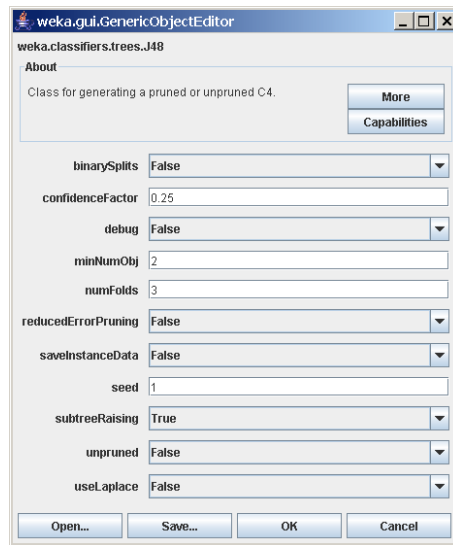 weka.gui.GenericObjectEditor
weka.classifiers.trees.J48
About
Class for generating a pruned or unpruned C4.
More
Capabilities
binarySplits False
confidenceFactor 0.25
debug False
minNumObj 2
numFolds 3
reducedErrorPruning False
saveInstanceData False
seed 1
subtreeRaising True
unpruned False
useLaplace False
Open... Save... OK Cancel